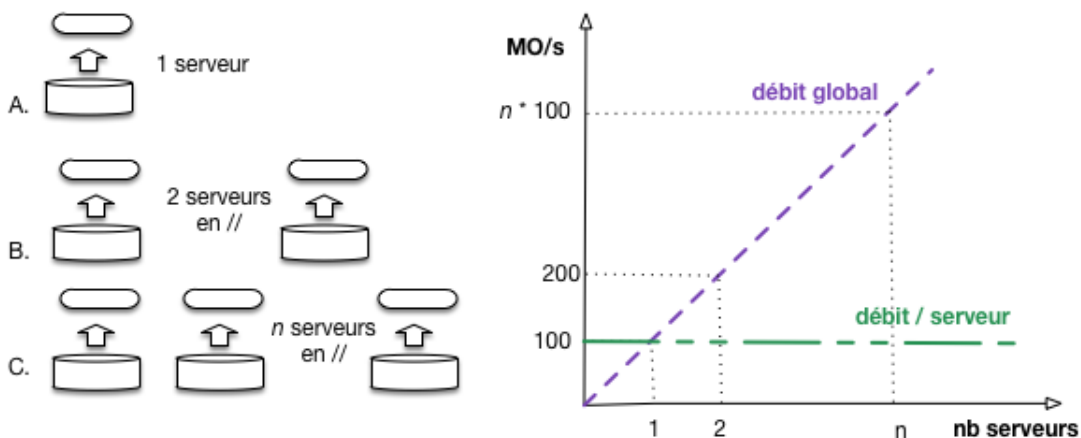 1 serveur
A.
2 serveurs
en //
B.
n serveurs
en //
C.
MO/s
débit global
n * 100
200
débit / serveur
100
1
2
n
nb serveurs